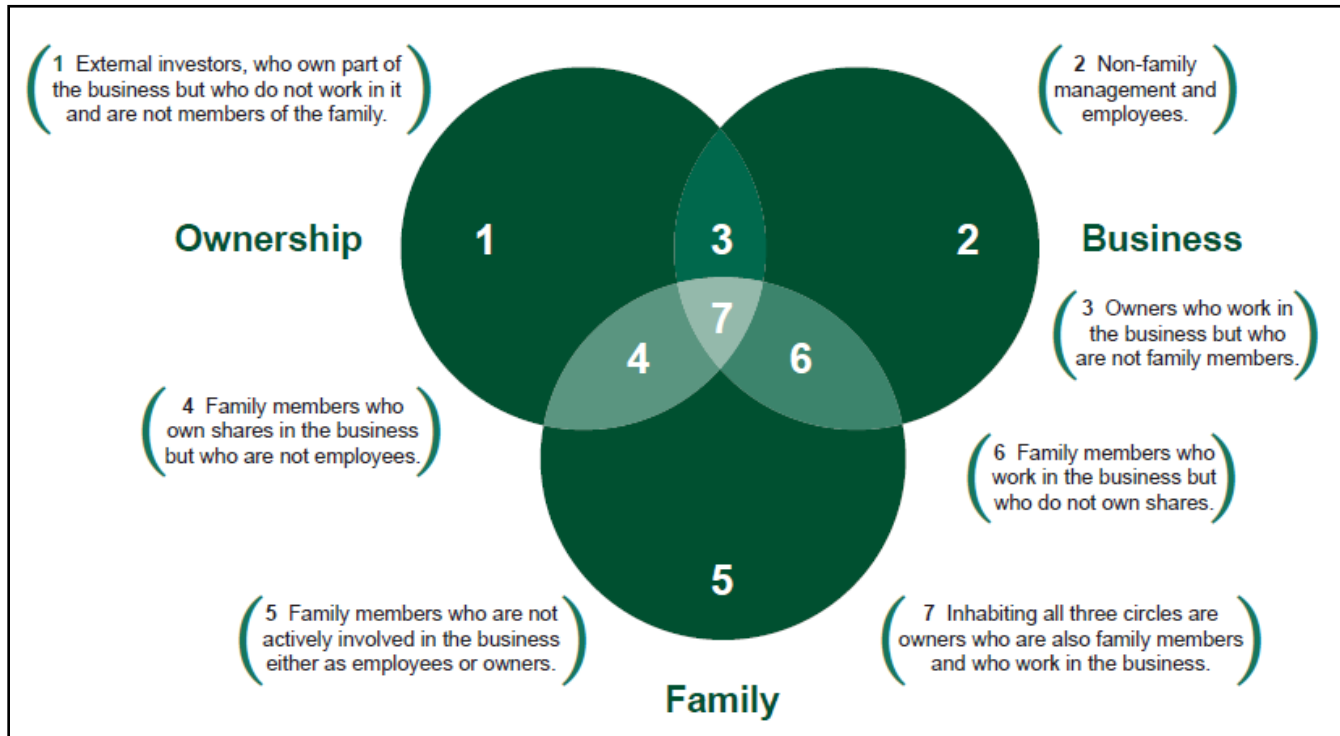 1 External investors, who own part of
the business but who do not work in it
and are not members of the family.
2 Non-family
management and
employees.
Ownership
1
3
2
Business
7
4
6
3 Owners who work in
the business but who
are not family members.
4 Family members who
own shares in the business
but who are not employees.
6 Family members who
work in the business but
who do not own shares.
5
5 Family members who are not
actively involved in the business
either as employees or owners.
7 Inhabiting all three circles are
owners who are also family members
and who work in the business.
Family